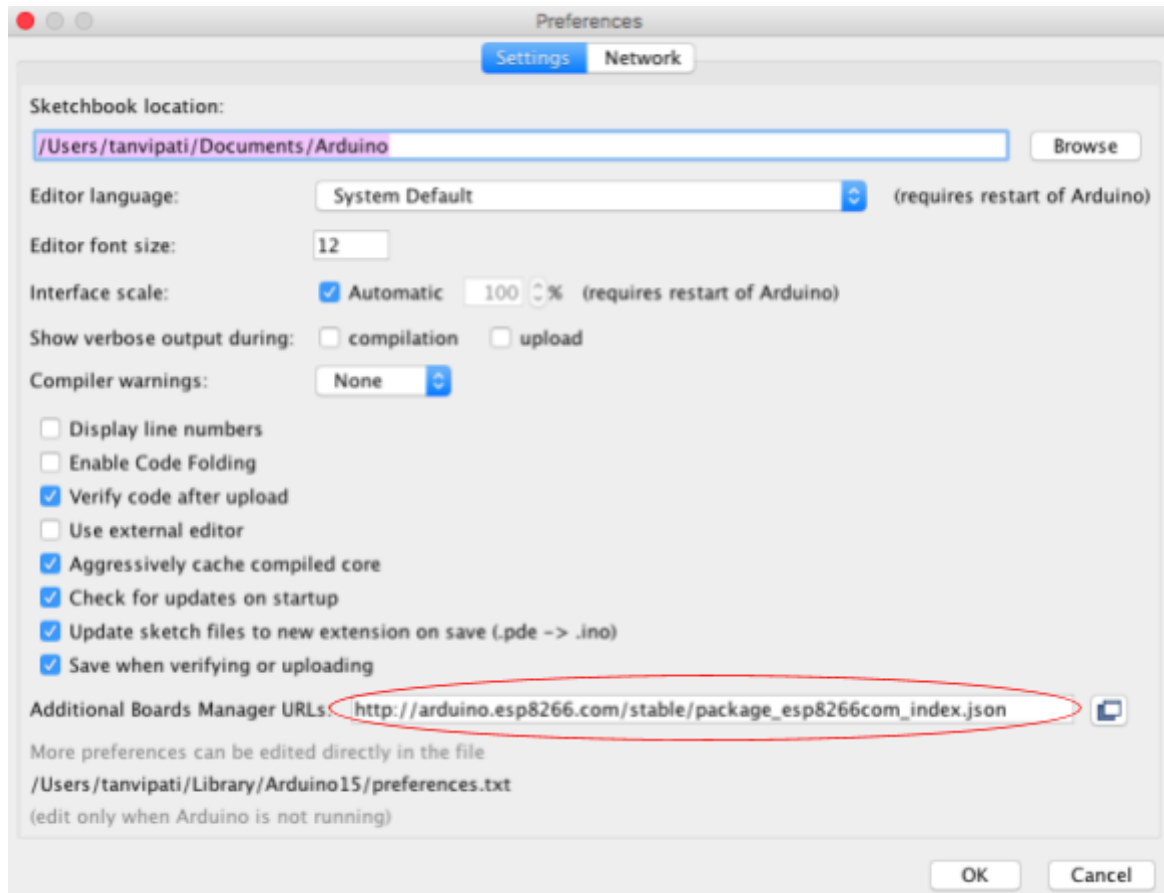 Preferences
Settings Network
Sketchbook location:
/Users/tanvipati/Documents/Arduino Browse
Editor language: System Default (requires restart of Arduino)
Editor font size: 12
Interface scale: Automatic 100 % (requires restart of Arduino)
Show verbose output during: compilation upload
Compiler warnings: None
Display line numbers
Enable Code Folding
Verify code after upload
Use external editor
Aggressively cache compiled core
Check for updates on startup
Update sketch files to new extension on save (.pde -> .ino)
Save when verifying or uploading
Additional Boards Manager URLs: http://arduino.esp8266.com/stable/package_esp8266com_index.json
More preferences can be edited directly in the file
/Users/tanvipati/Library/Arduino15/preferences.txt
(edit only when Arduino is not running)
OK Cancel